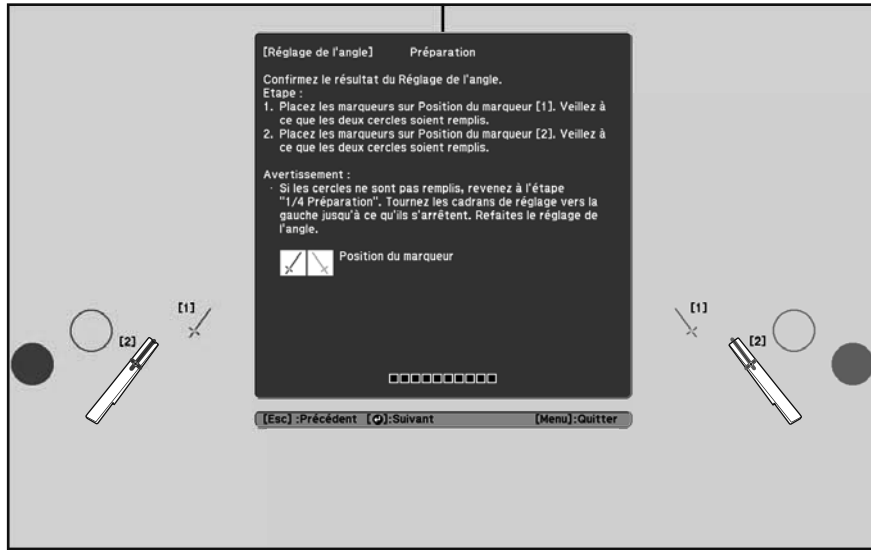 [Réglage de l'angle] Préparation
Confirmez le résultat du Réglage de l'angle.
Etape :
1. Placez les marqueurs sur Position du marqueur [1]. Veillez à
ce que les deux cercles soient remplis.
2. Placez les marqueurs sur Position du marqueur [2]. Veillez à
ce que les deux cercles soient remplis.
Avertissement :
· Si les cercles ne sont pas remplis, revenez à l'étape
"1/4 Préparation". Tournez les cadrans de réglage vers la
gauche jusqu'à ce qu'ils s'arrêtent. Refaites le réglage de
l'angle.
Position du marqueur
[1]
[2]
[1]
[2]
[Esc] :Précédent [↵]:Suivant [Menu]:Quitter